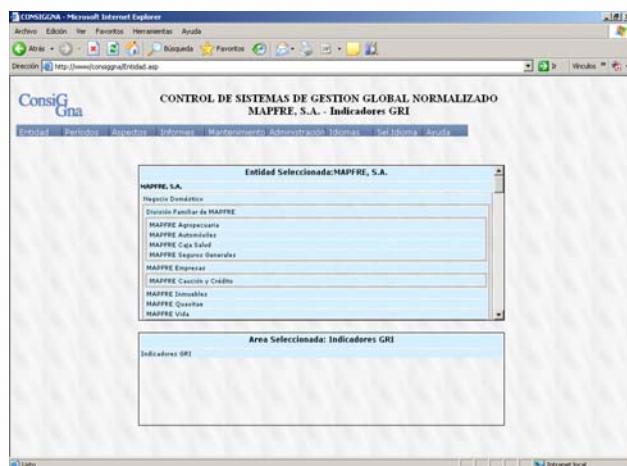 CONSIGGNA - Microsoft Internet Explorer
Archivo Edición Ver Favoritos Herramientas Ayuda
Atrás Búsqueda Favoritos
Dirección http://www/consiggna/Entidad.asp Ir Vínculos
ConsiG
Gna
CONTROL DE SISTEMAS DE GESTION GLOBAL NORMALIZADO
MAPFRE, S.A. - Indicadores GRI
Entidad Periodos Aspectos Informes Mantenimiento Administración Idiomas Sel.Idioma Ayuda
Entidad Seleccionada:MAPFRE, S.A.
MAPFRE, S.A.
Negocio Doméstico
División Familiar de MAPFRE
MAPFRE Agropecuaria
MAPFRE Automóviles
MAPFRE Caja Salud
MAPFRE Seguros Generales
MAPFRE Empresas
MAPFRE Caución y Crédito
MAPFRE Inmuebles
MAPFRE Quavitae
MAPFRE Vida
Area Seleccionada: Indicadores GRI
Indicadores GRI
Listo Intranet local